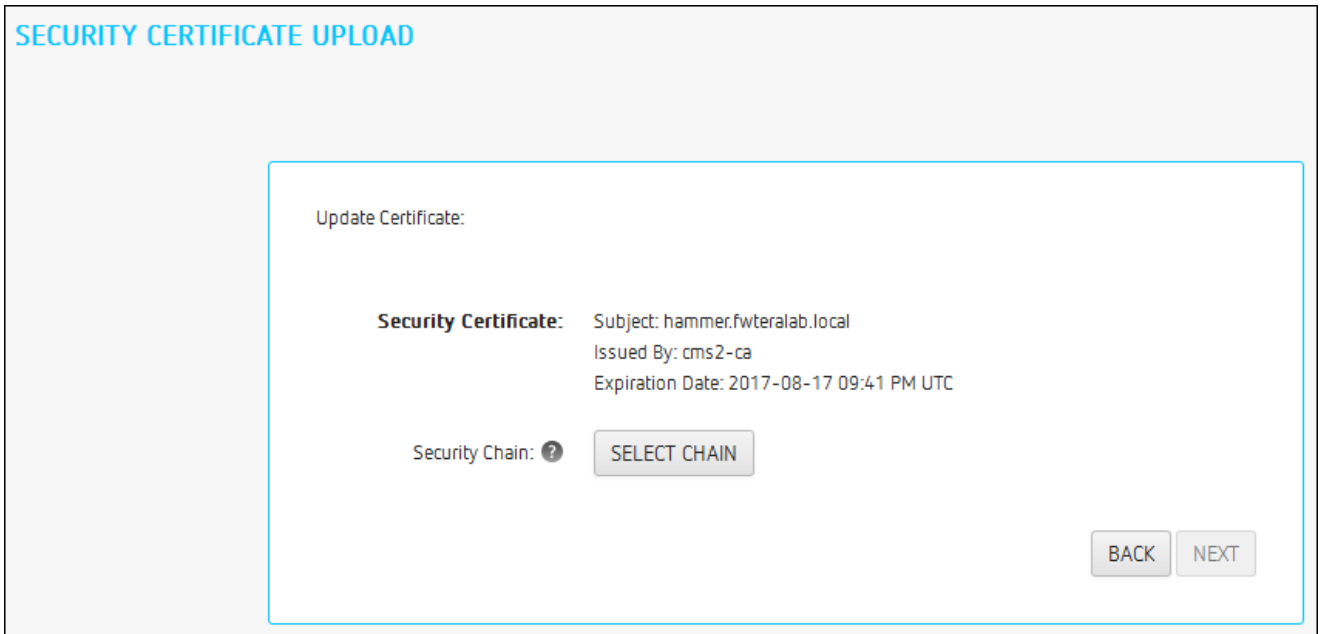 SECURITY CERTIFICATE UPLOAD
Update Certificate:
Security Certificate: Subject: hammer.fwteralab.local
Issued By: cms2-ca
Expiration Date: 2017-08-17 09:41 PM UTC
Security Chain: ? SELECT CHAIN
BACK NEXT